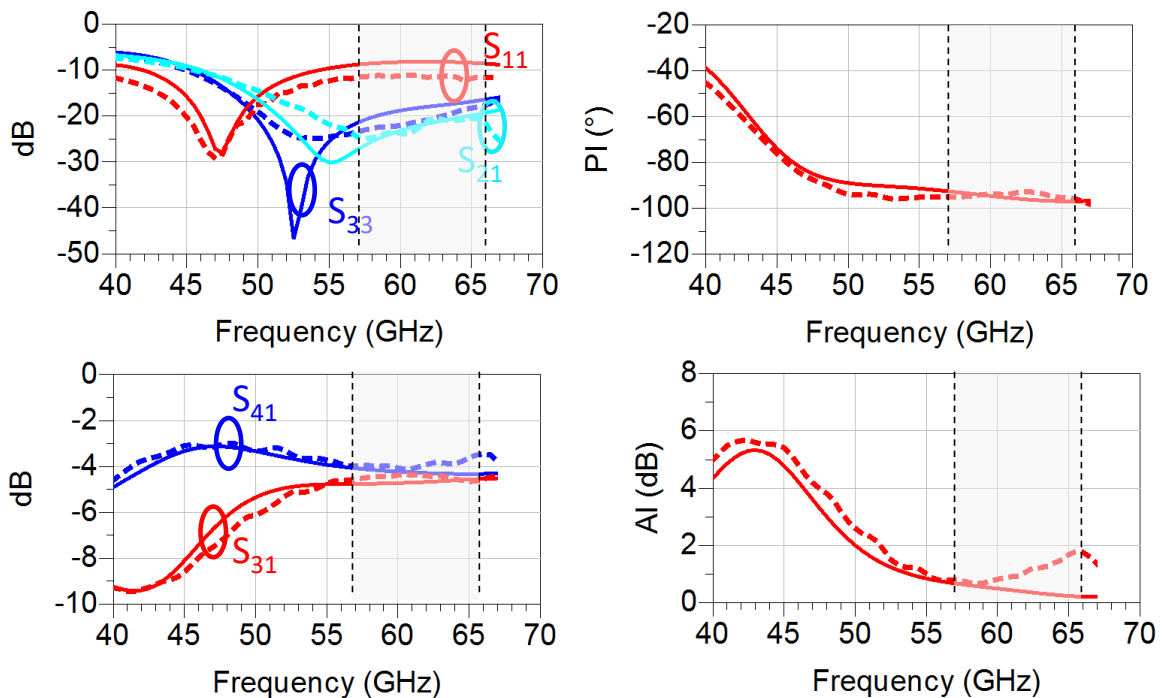 0
-10
-20
-30
-40
-50
dB
S11
S21
S33
40 45 50 55 60 65 70
Frequency (GHz)
-20
-40
-60
-80
-100
-120
PI (°)
40 45 50 55 60 65 70
Frequency (GHz)
0
-2
-4
-6
-8
-10
dB
S41
S31
40 45 50 55 60 65 70
Frequency (GHz)
8
6
4
2
0
AI (dB)
40 45 50 55 60 65 70
Frequency (GHz)